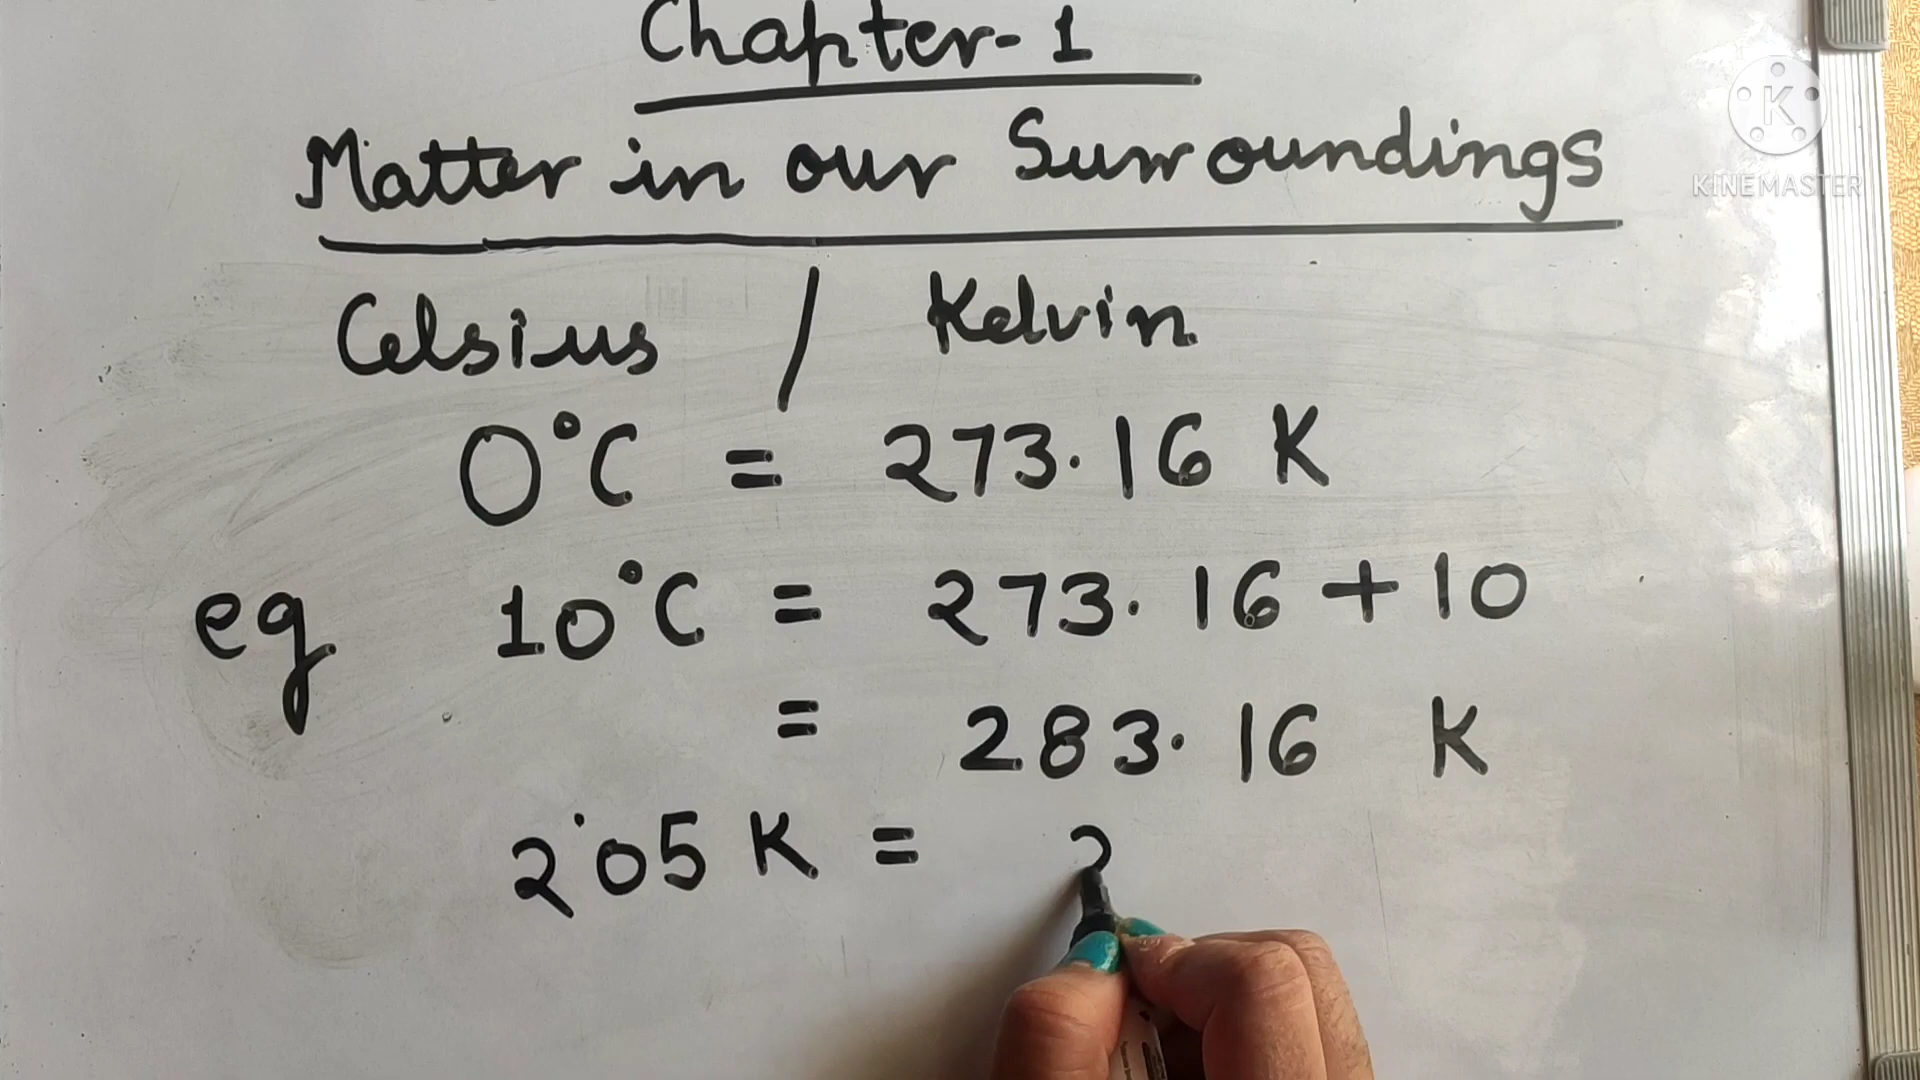 Chapter-1
Matter in our Surroundings
KINEMASTER
Celsius / Kelvin
0°C = 273.16 K
eg 10°C = 273.16 + 10
= 283.16 K
205 K = 2